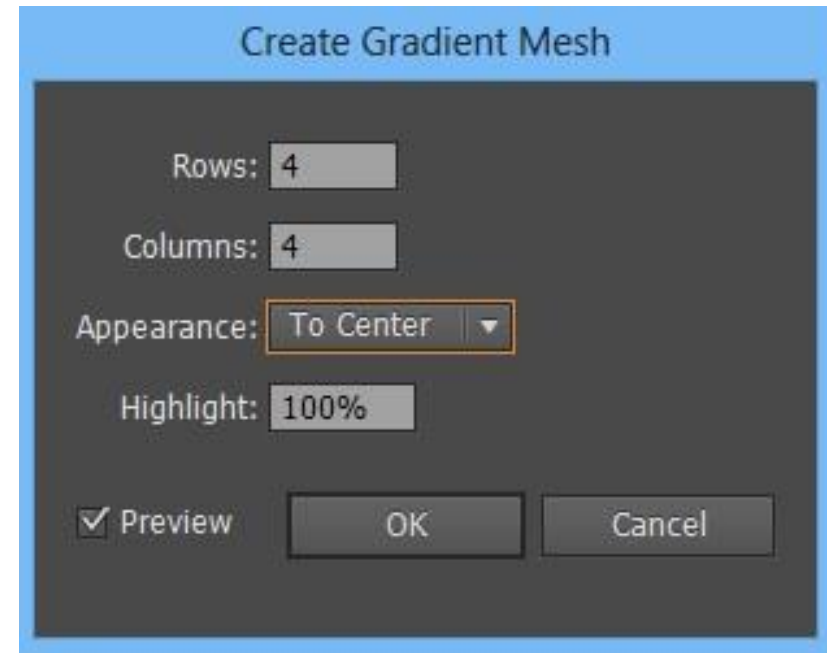 Create Gradient Mesh
Rows: 4
Columns: 4
Appearance: To Center
Highlight: 100%
Preview OK Cancel